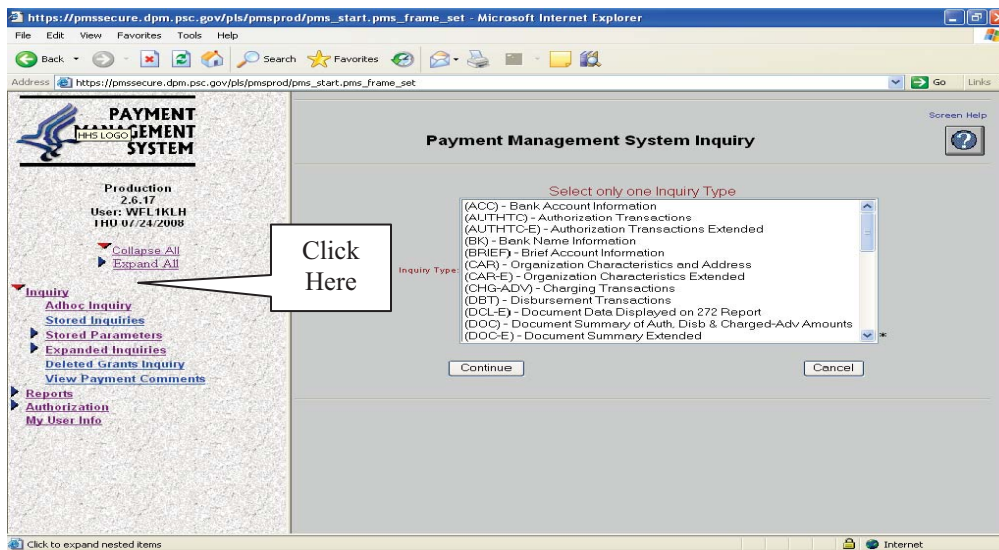 https://pmssecure.dpm.psc.gov/pls/pmsprod/pms_start.pms_frame_set - Microsoft Internet Explorer
File Edit View Favorites Tools Help
Back Search Favorites
Address https://pmssecure.dpm.psc.gov/pls/pmsprod/pms_start.pms_frame_set Go Links
PAYMENT
MANAGEMENT
SYSTEM
HHS LOGO
Production
2.6.17
User: WFL1KLH
THU 07/24/2008
Collapse All
Expand All
Inquiry
Adhoc Inquiry
Stored Inquiries
Stored Parameters
Expanded Inquiries
Deleted Grants Inquiry
View Payment Comments
Reports
Authorization
My User Info
Click
Here
Screen Help
Payment Management System Inquiry
Select only one Inquiry Type
Inquiry Type:
(ACC) - Bank Account Information
(AUTHTC) - Authorization Transactions
(AUTHTC-E) - Authorization Transactions Extended
(BK) - Bank Name Information
(BRIEF) - Brief Account Information
(CAR) - Organization Characteristics and Address
(CAR-E) - Organization Characteristics Extended
(CHG-ADV) - Charging Transactions
(DBT) - Disbursement Transactions
(DCL-E) - Document Data Displayed on 272 Report
(DOC) - Document Summary of Auth, Disb & Charged-Adv Amounts
(DOC-E) - Document Summary Extended
*
Continue Cancel
Click to expand nested items Internet